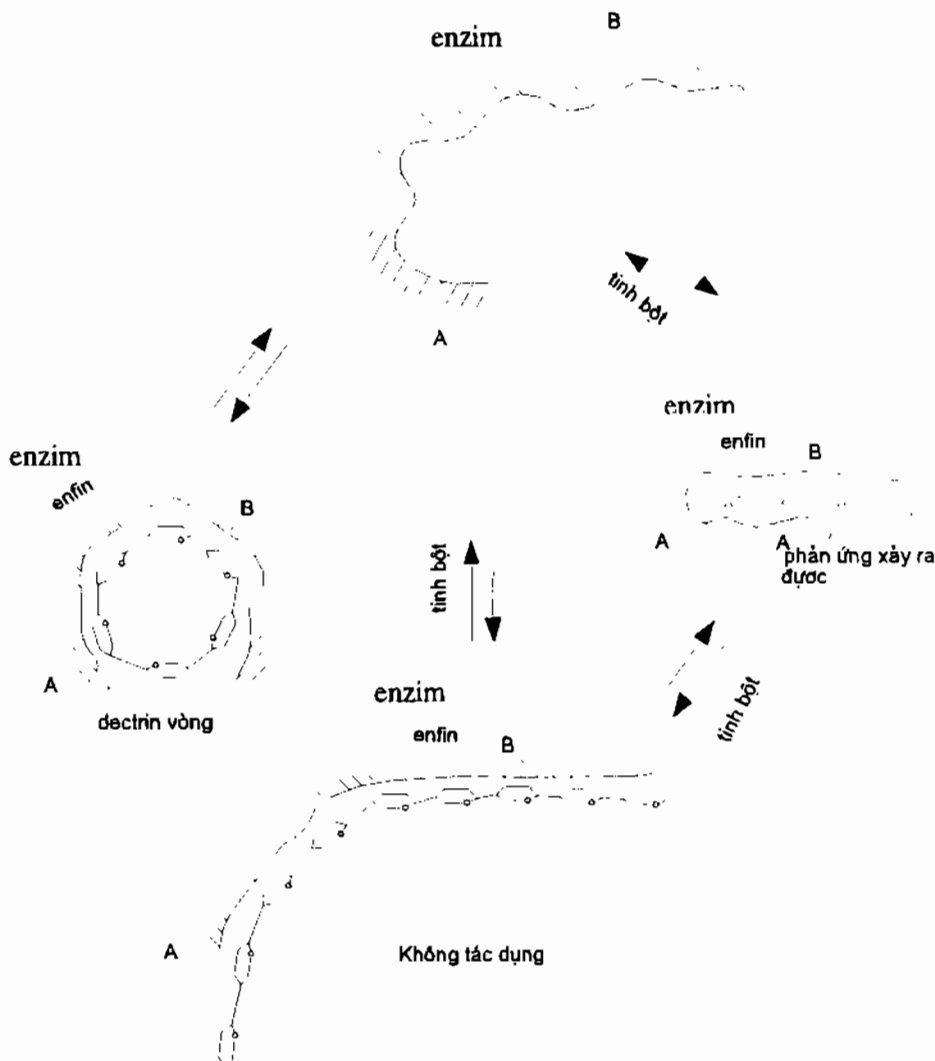 B
enzim
tinh bột
A
enzim
enfin
B
enzim
enfin
B
A
A
phản ứng xảy ra
được
tinh bột
A
dectrin vòng
enzim
enfin
B
tinh bột
A
Không tác dụng